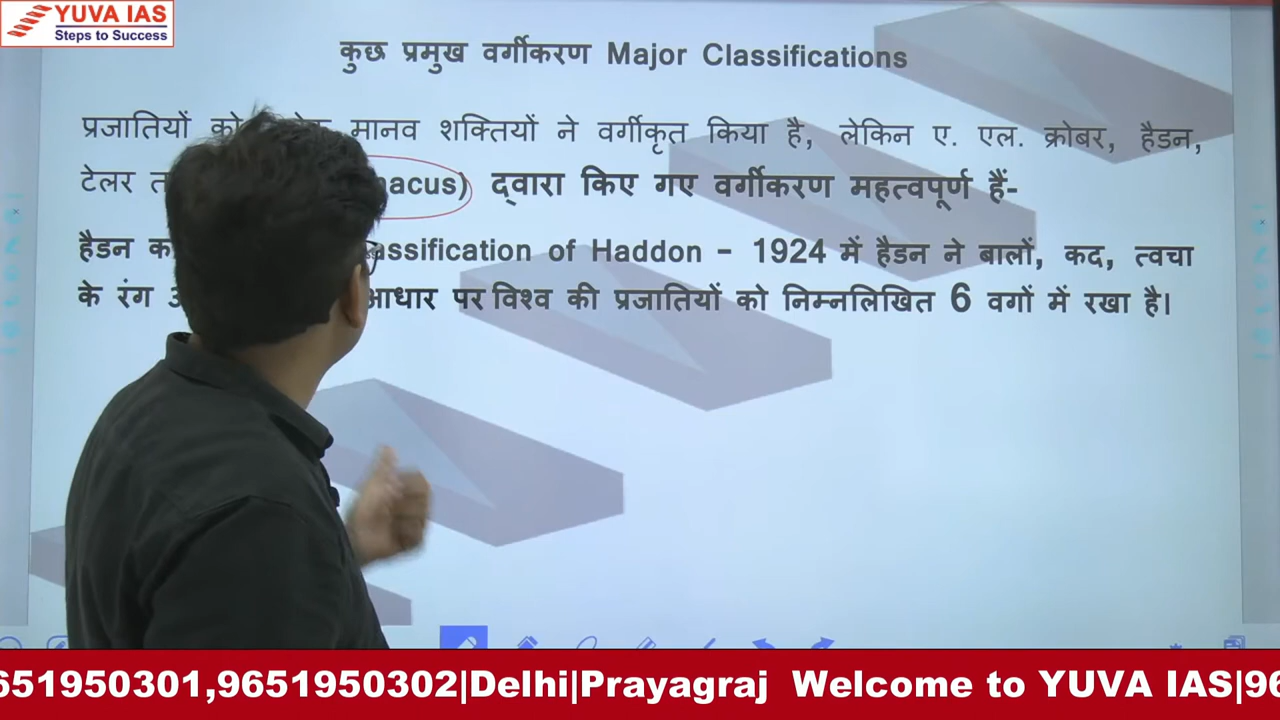 YUVA IAS
Steps to Success
कुछ प्रमुख वर्गीकरण Major Classifications
प्रजातियों को मानव शक्तियों ने वर्गीकृत किया है, लेकिन ए. एल. क्रोबर, हैडन,
टेलर nacus) द्वारा किए गए वर्गीकरण महत्वपूर्ण हैं-
हैडन assification of Haddon – 1924 में हैडन ने बालों, कद, त्वचा
के रंग आधार पर विश्व की प्रजातियों को निम्नलिखित 6 वगों में रखा है।
651950301,9651950302|Delhi|Prayagraj Welcome to YUVA IAS|96